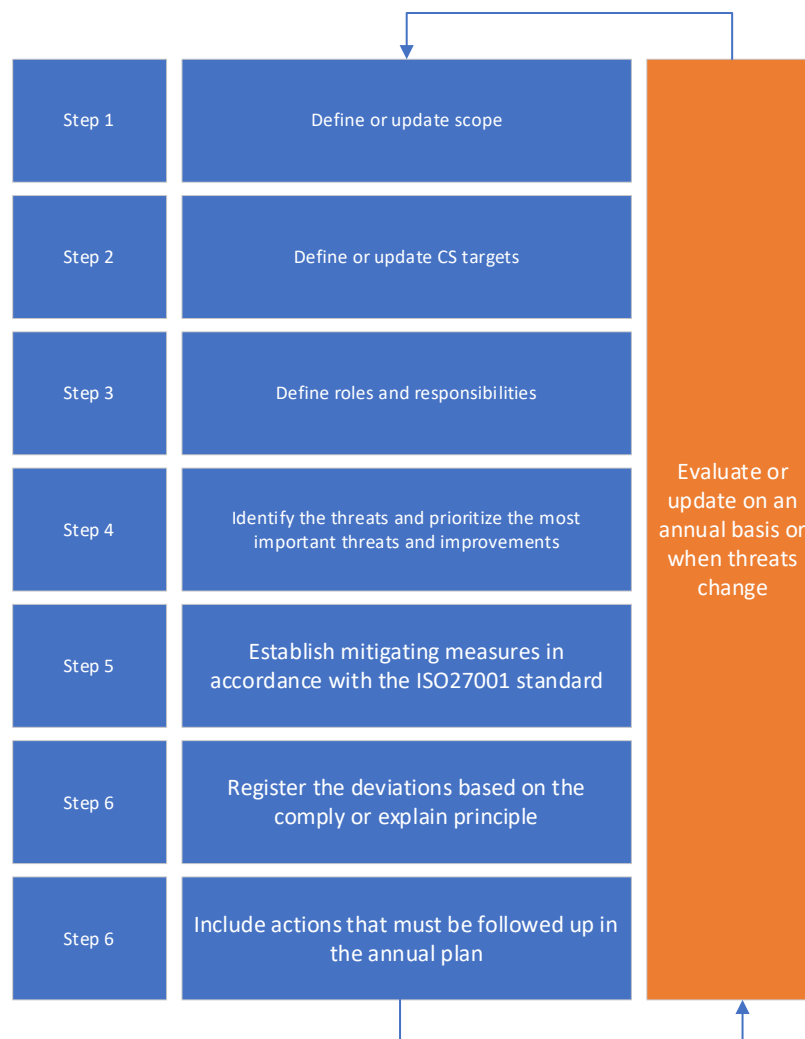 Step 1
Define or update scope
Step 2
Define or update CS targets
Step 3
Define roles and responsibilities
Step 4
Identify the threats and prioritize the most
important threats and improvements
Step 5
Establish mitigating measures in
accordance with the ISO27001 standard
Step 6
Register the deviations based on the
comply or explain principle
Step 6
Include actions that must be followed up in
the annual plan
Evaluate or
update on an
annual basis or
when threats
change